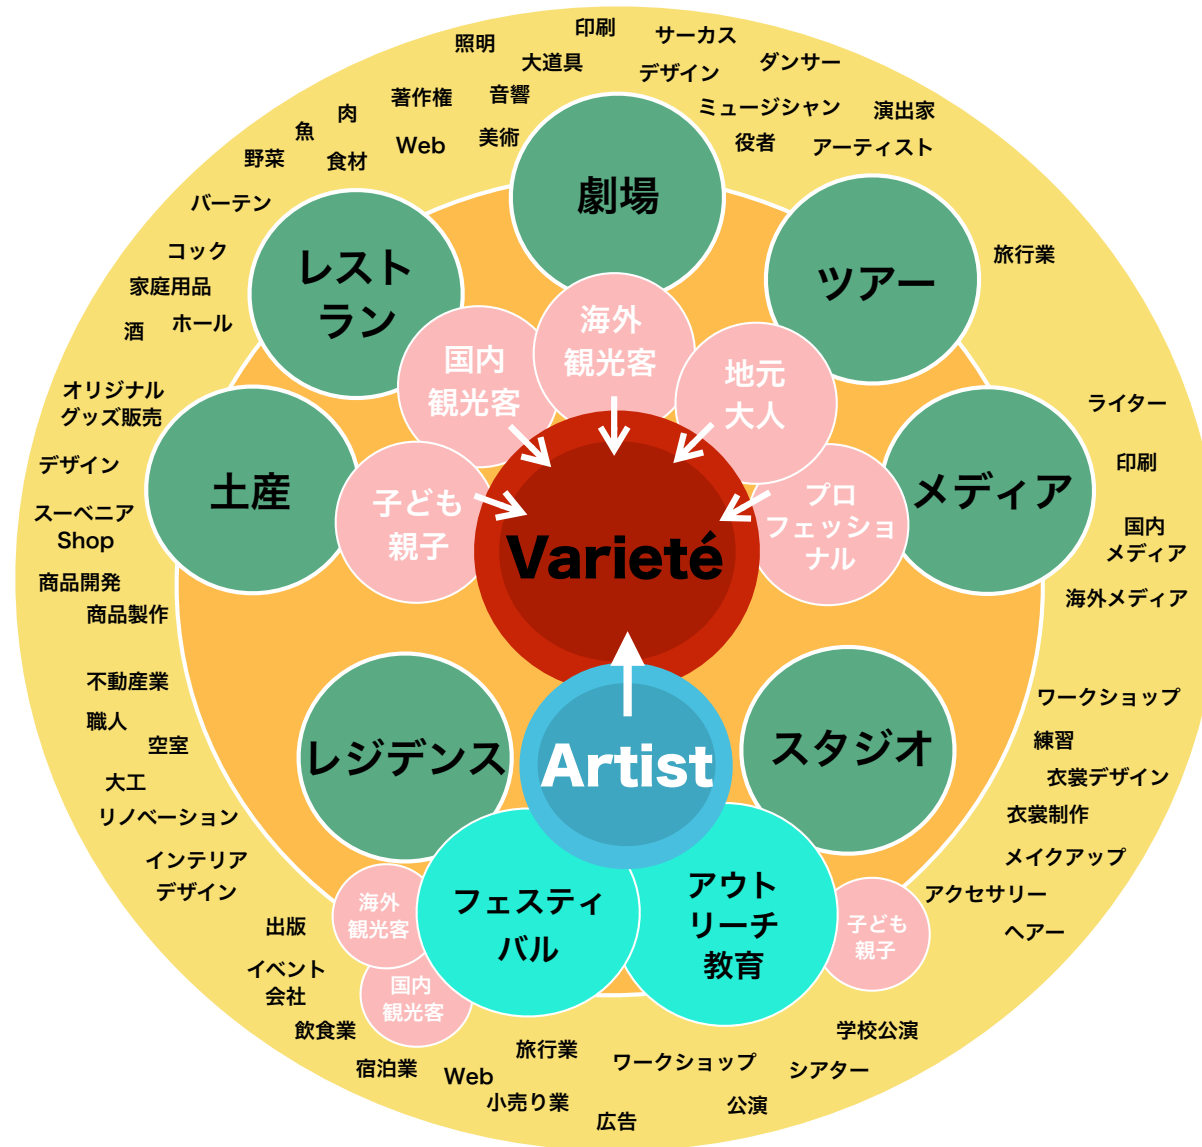 印刷
サーカス
照明
大道具
デザイン
ダンサー
著作権
音響
ミュージシャン
演出家
肉
魚
野菜
食材
Web
美術
役者
アーティスト
バーテン
劇場
コック
家庭用品
酒
ホール
レスト
ラン
ツアー
旅行業
国内
観光客
海外
観光客
地元
大人
オリジナル
グッズ販売
デザイン
スーベニア
Shop
商品開発
商品製作
土産
子ども
親子
Varieté
プロ
フェッショ
ナル
メディア
ライター
印刷
国内
メディア
海外メディア
不動産業
職人
空室
大工
リノベーション
インテリア
デザイン
レジデンス
Artist
スタジオ
ワークショップ
練習
衣裳デザイン
衣裳制作
メイクアップ
アクセサリー
ヘアー
海外
観光客
国内
観光客
フェスティ
バル
アウト
リーチ
教育
子ども
親子
出版
イベント
会社
飲食業
宿泊業
Web
旅行業
小売り業
ワークショップ
広告
学校公演
シアター
公演